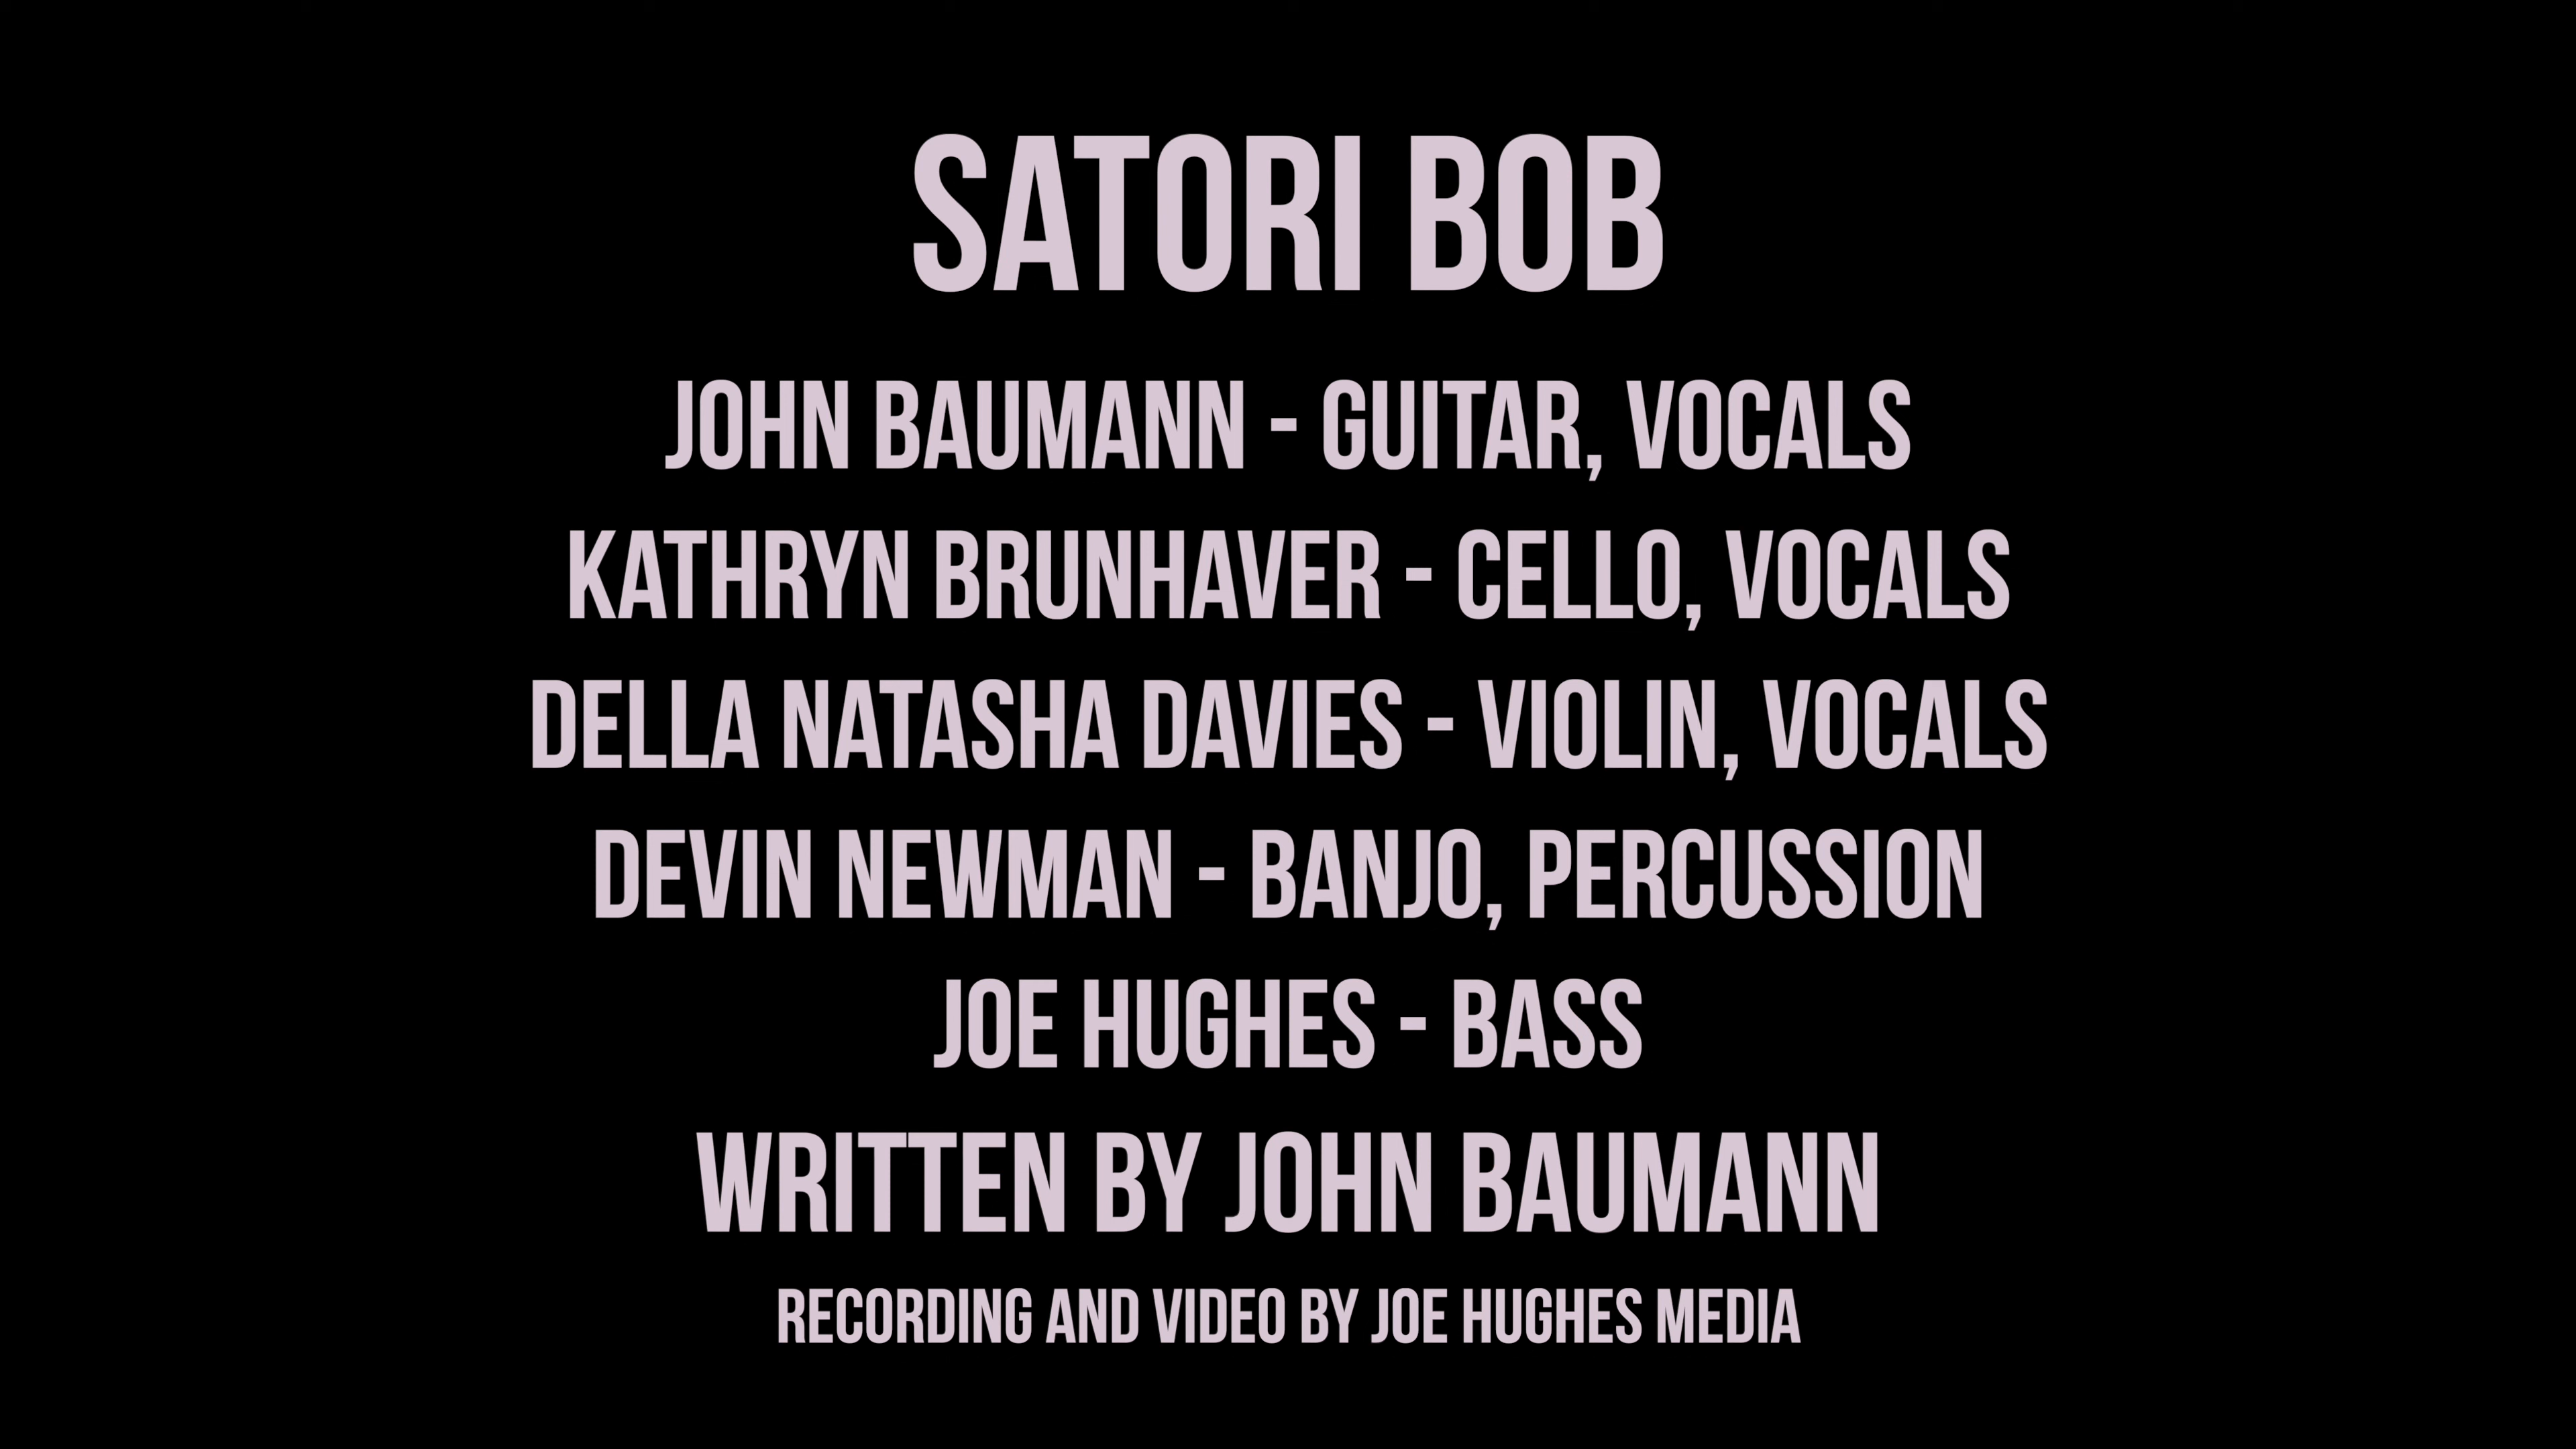 SATORI BOB
JOHN BAUMANN - GUITAR, VOCALS
KATHRYN BRUNHAVER - CELLO, VOCALS
DELLA NATASHA DAVIES - VIOLIN, VOCALS
DEVIN NEWMAN - BANJO, PERCUSSION
JOE HUGHES - BASS
WRITTEN BY JOHN BAUMANN
RECORDING AND VIDEO BY JOE HUGHES MEDIA